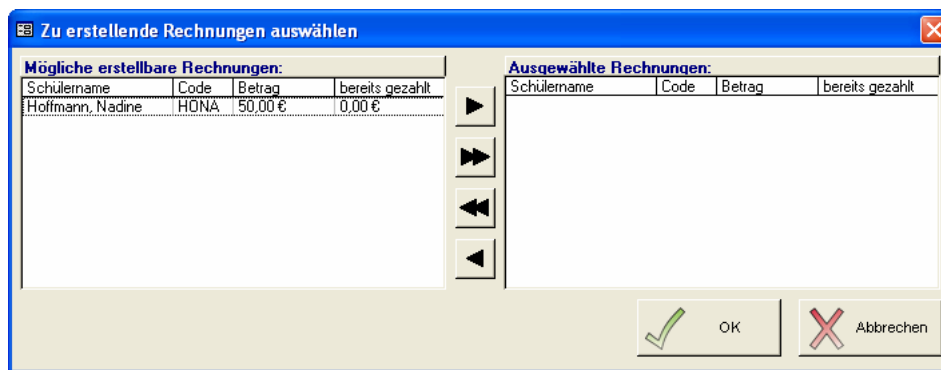 Zu erstellende Rechnungen auswählen
Mögliche erstellbare Rechnungen:
Schülername Code Betrag bereits gezahlt
Hoffmann, Nadine HONA 50,00 € 0,00 €
Ausgewählte Rechnungen:
Schülername Code Betrag bereits gezahlt
OK
Abbrechen